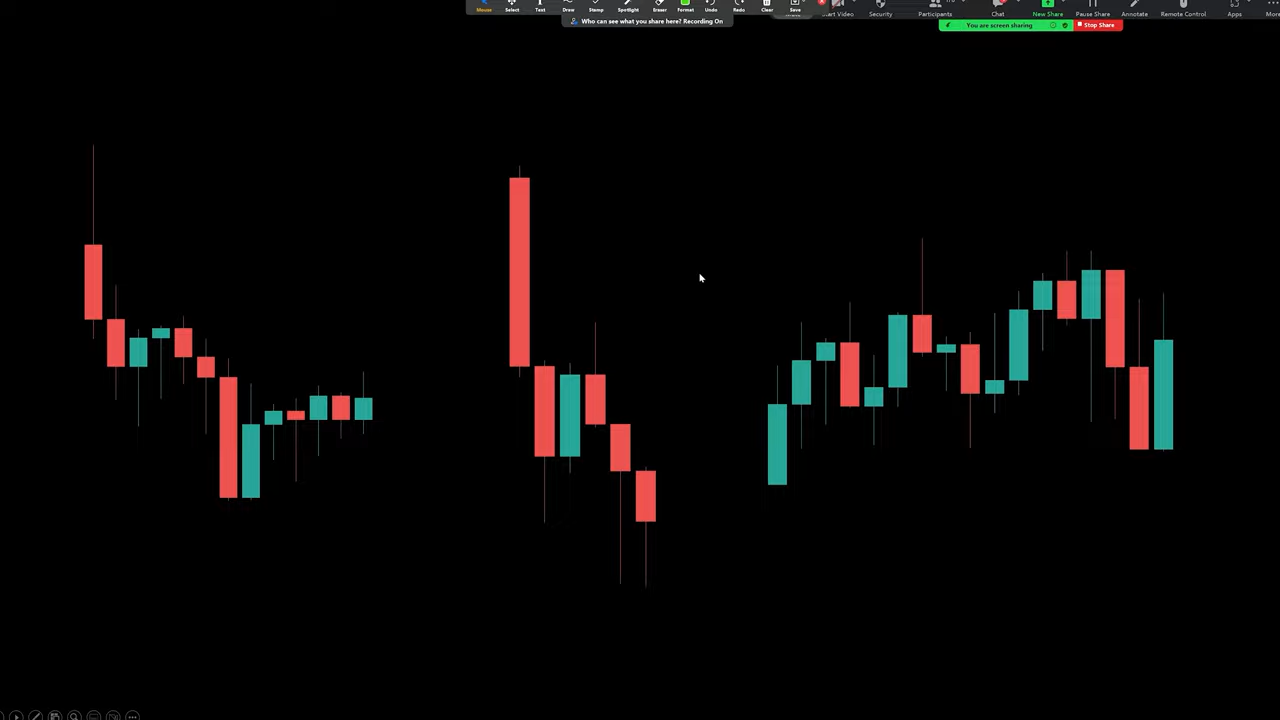 Mouse Select Text Draw Stamp Spotlight Eraser Format Undo Redo Clear Save
Start Video Security Participants Chat New Share Pause Share Annotate Remote Control Apps
Who can see what you share here? Recording On
You are screen sharing Stop Share